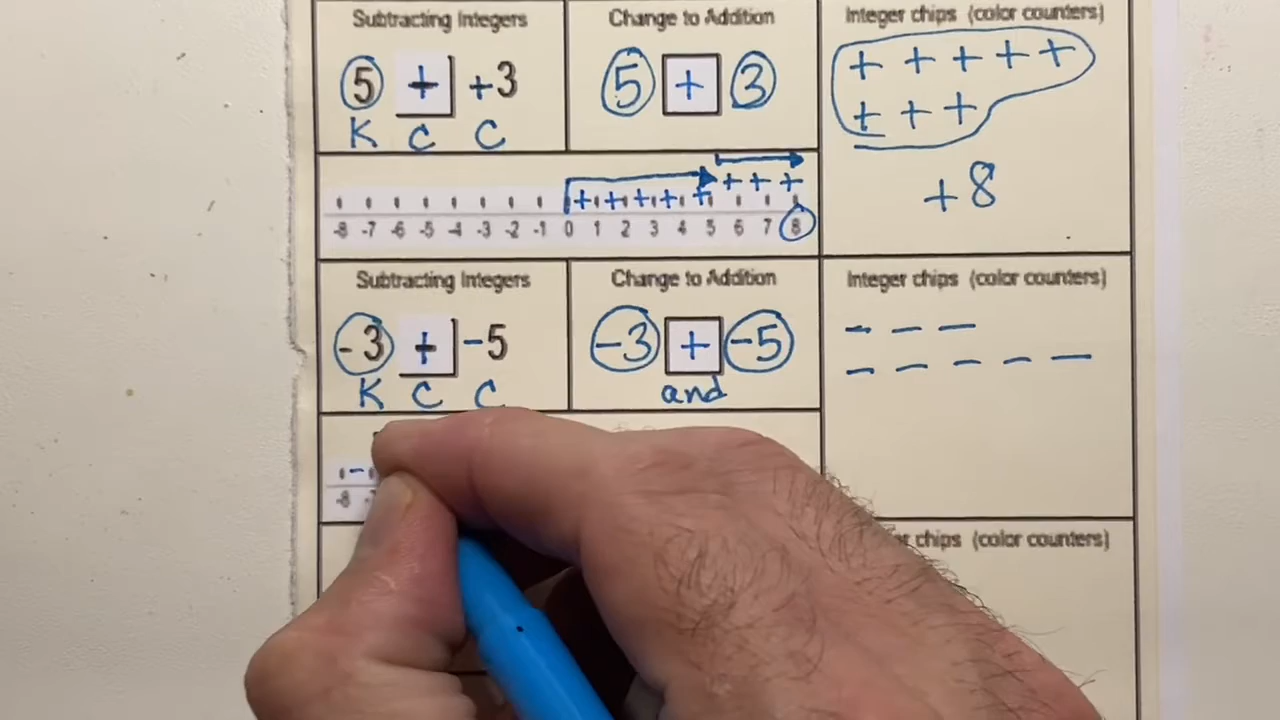 Subtracting Integers
Change to Addition
Integer chips (color counters)
5 + +3
K C C
5 + 3
+ + + + +
+ + +
+8
+ + + + + + + +
-8 -7 -6 -5 -4 -3 -2 -1 0 1 2 3 4 5 6 7 8
Subtracting Integers
Change to Addition
Integer chips (color counters)
-3 + -5
K C C
-3 + -5
and
- - -
- - - - -
-
-8
chips (color counters)